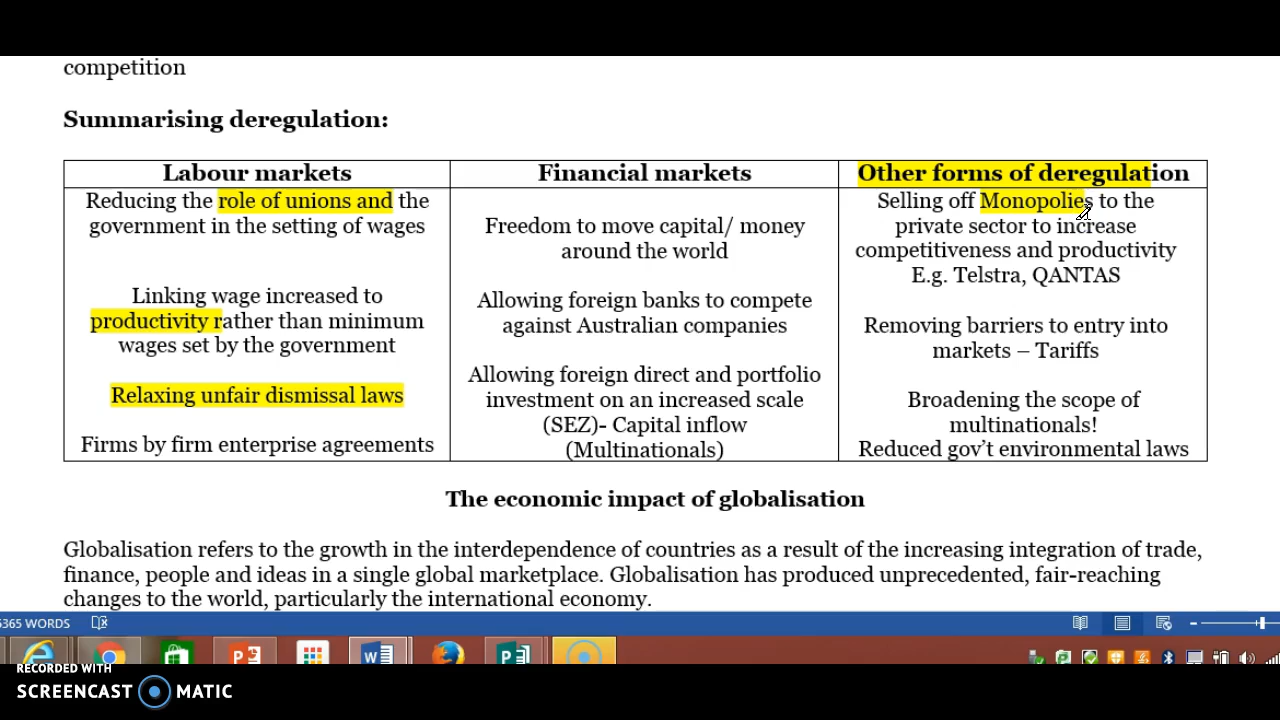 competition
Summarising deregulation:
Labour markets
Reducing the role of unions and the
government in the setting of wages
Linking wage increased to
productivity rather than minimum
wages set by the government
Relaxing unfair dismissal laws
Firms by firm enterprise agreements
Financial markets
Freedom to move capital/ money
around the world
Allowing foreign banks to compete
against Australian companies
Allowing foreign direct and portfolio
investment on an increased scale
(SEZ)- Capital inflow
(Multinationals)
Other forms of deregulation
Selling off Monopolies to the
private sector to increase
competitiveness and productivity
E.g. Telstra, QANTAS
Removing barriers to entry into
markets – Tariffs
Broadening the scope of
multinationals!
Reduced gov't environmental laws
The economic impact of globalisation
Globalisation refers to the growth in the interdependence of countries as a result of the increasing integration of trade,
finance, people and ideas in a single global marketplace. Globalisation has produced unprecedented, fair-reaching
changes to the world, particularly the international economy.
5365 WORDS
RECORDED WITH
SCREENCAST MATIC